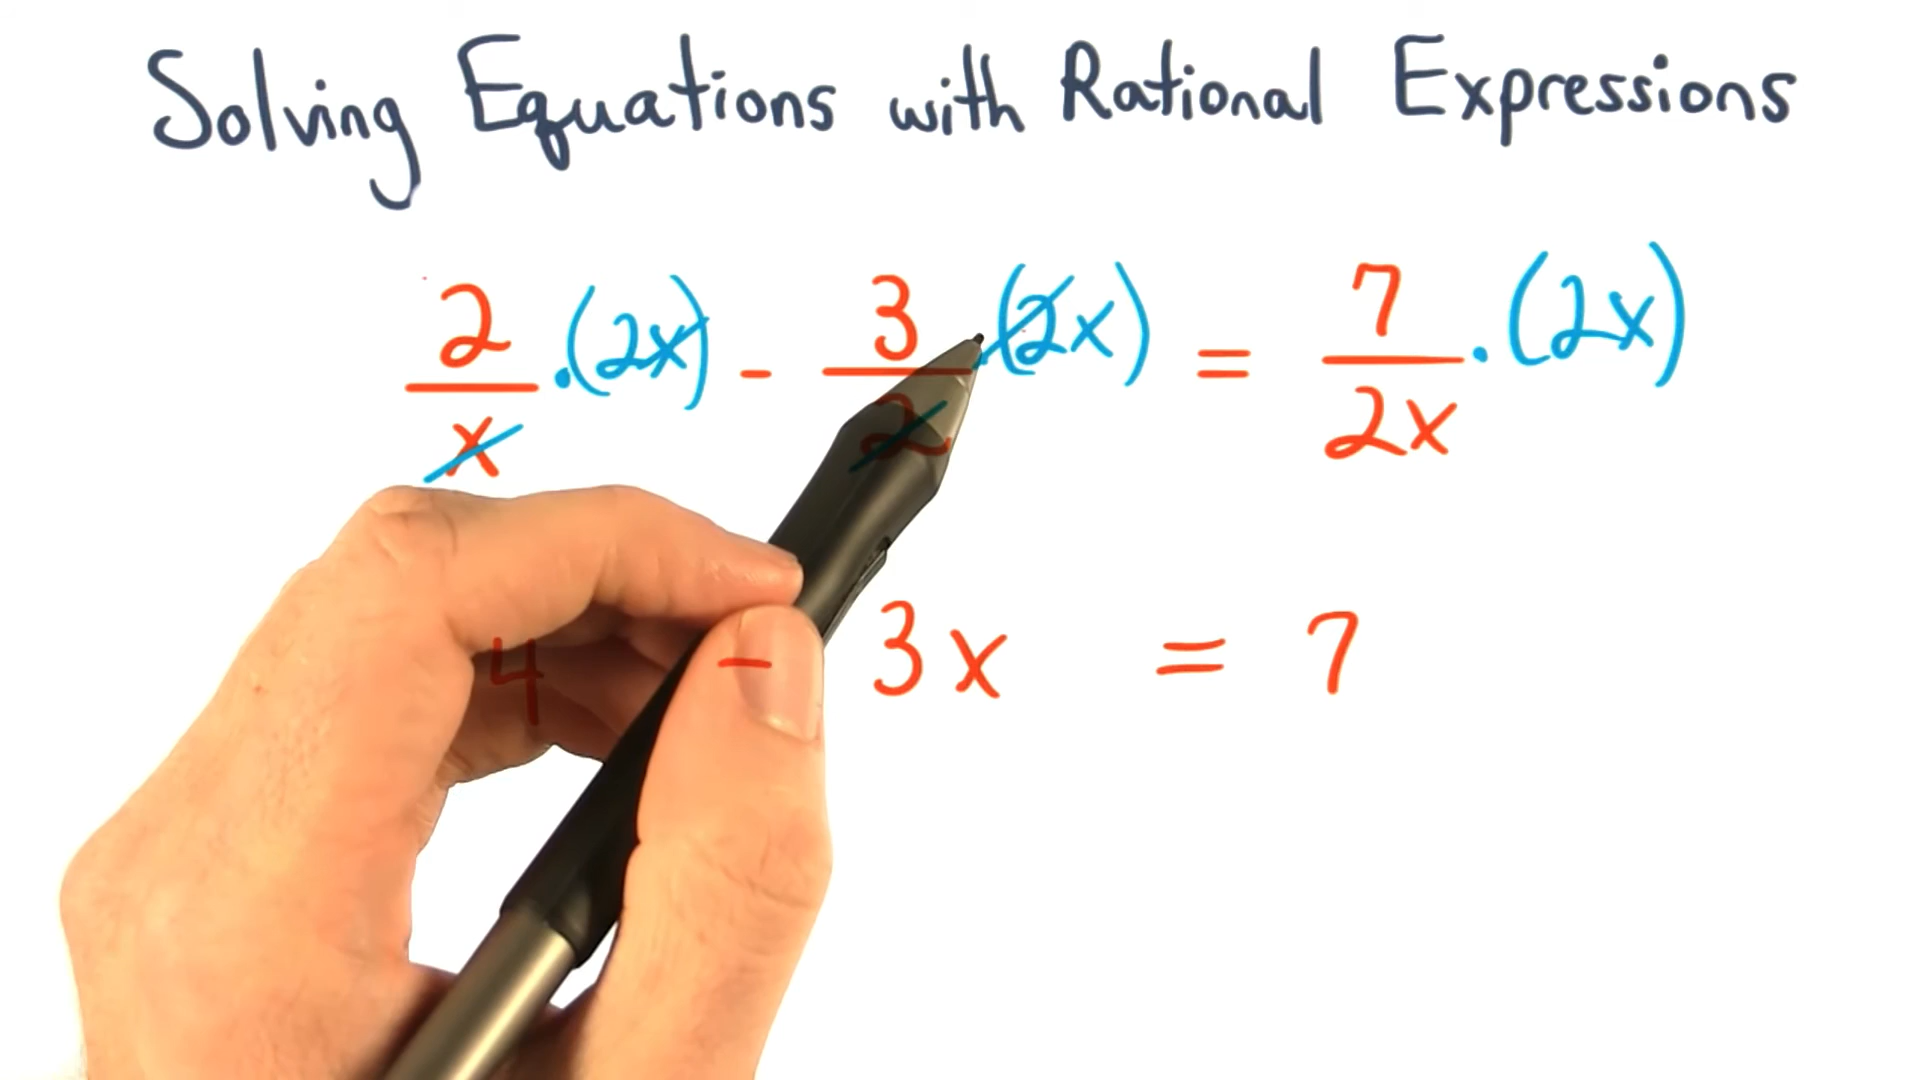 Solving Equations with Rational Expressions
2/x · (2x) - 3/2 · (2x) = 7/2x · (2x)
4 - 3x = 7